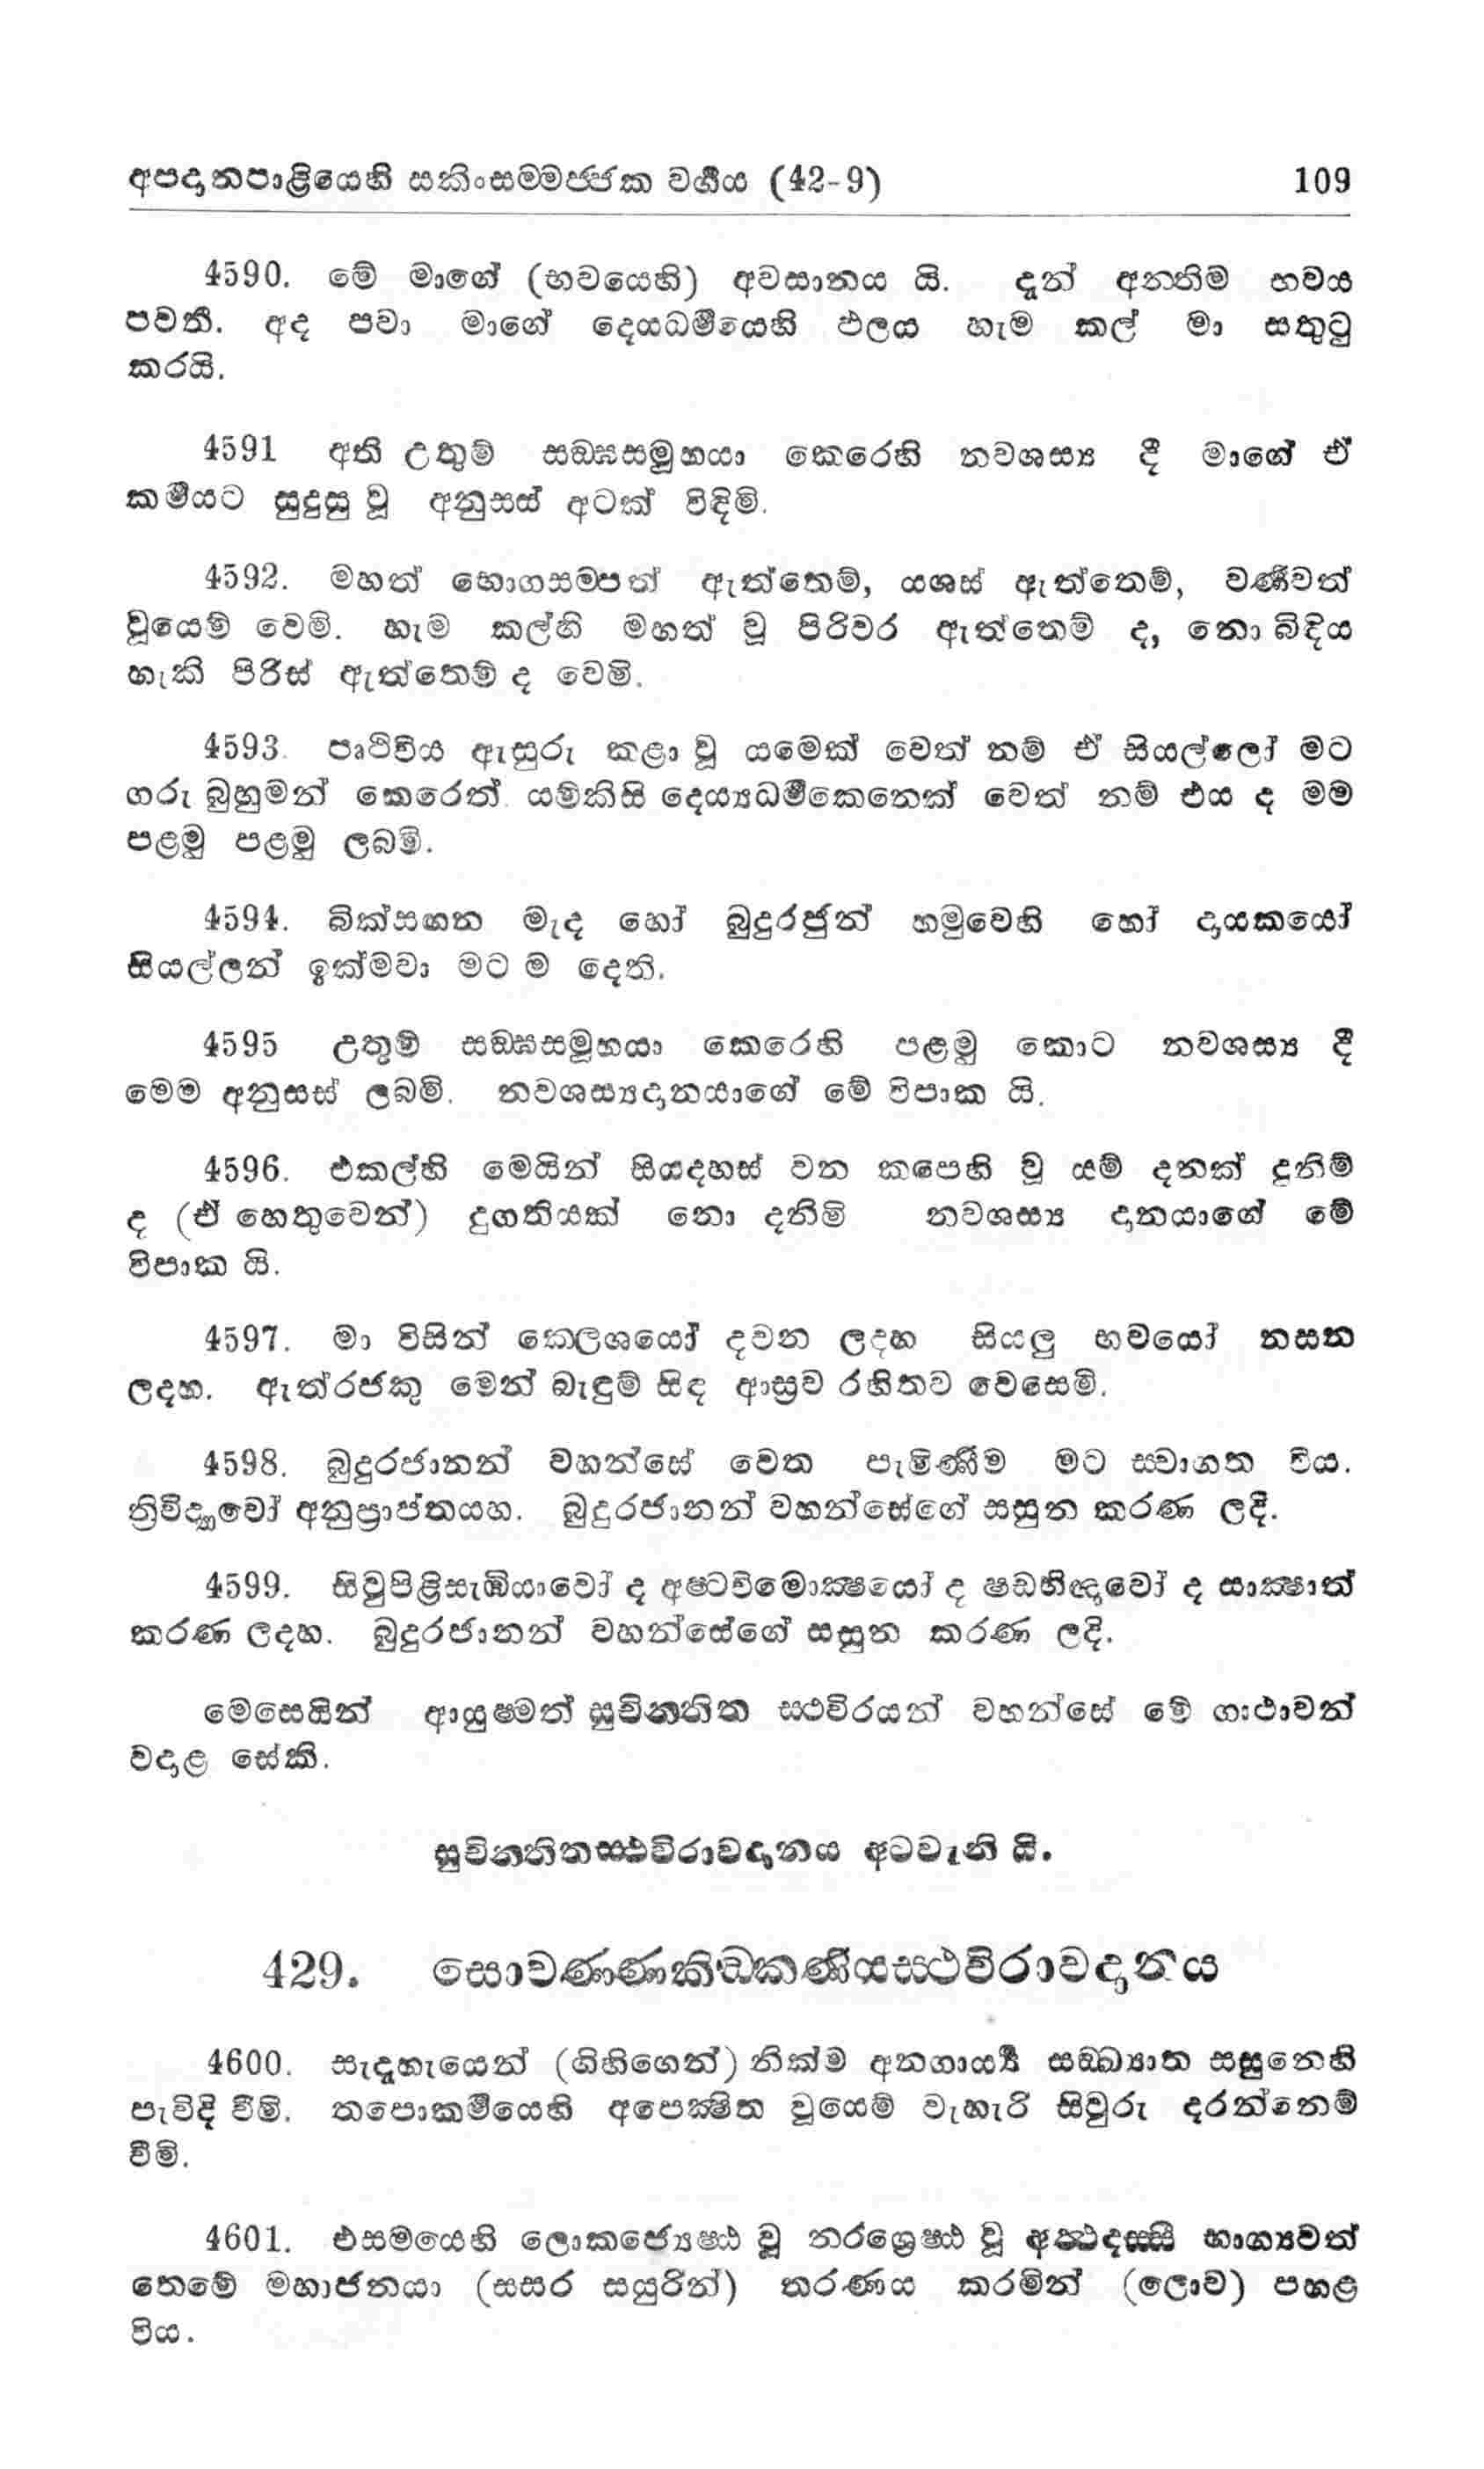 අපදානපාළියෙහි සකිංසම්මජ්ජක වර්ගය (42-9) 109
4590. මේ මාගේ (භවයෙහි) අවසානය යි. දැන් අන්තිම භවය
පවතී. අද පවා මාගේ දෙයධර්මයෙහි ඵලය හැම කල් මා සතුටු
කරයි.
4591 අති උතුම් සඞ්ඝසමූහයා කෙරෙහි නවශස්‍ය දී මාගේ ඒ
කර්මයට සුදුසු වූ අනුසස් අටක් විඳිමි.
4592. මහත් භොගසම්පත් ඇත්තෙම්, යශස් ඇත්තෙම්, වර්ණවත්
වූයෙම් වෙමි. හැම කල්හි මහත් වූ පිරිවර ඇත්තෙම් ද, නො බිඳිය
හැකි පිරිස් ඇත්තෙම් ද වෙමි.
4593. පෘථිවිය ඇසුරු කළා වූ යමෙක් වෙත් නම් ඒ සියල්ලෝ මට
ගරු බුහුමන් කෙරෙත්. යම්කිසි දෙය්‍යධර්මකෙනෙක් වෙත් නම් එය ද මම
පළමු පළමු ලබමි.
4594. බික්සඟන මැද හෝ බුදුරජුන් හමුවෙහි හෝ දායකයෝ
සියල්ලන් ඉක්මවා මට ම දෙති.
4595 උතුම් සඞ්ඝසමූහයා කෙරෙහි පළමු කොට නවශස්‍ය දී
මෙම අනුසස් ලබමි. නවශස්‍යදානයාගේ මේ විපාක යි.
4596. එකල්හි මෙයින් සියදහස් වන කපෙහි වූ යම් දනක් දුනිම්
ද (ඒ හෙතුවෙන්) දුගතියක් නො දනිමි නවශස්‍ය දානයාගේ මේ
විපාක යි.
4597. මා විසින් කෙලශයෝ දවන ලදහ සියලු භවයෝ නසන
ලදහ. ඇත්රජකු මෙන් බැඳුම් සිඳ ආස්‍රව රහිතව වෙසෙමි.
4598. බුදුරජානන් වහන්සේ වෙත පැමිණීම මට ස්වාගත විය.
ත්‍රිවිද්‍යාවෝ අනුප්‍රාප්තයහ. බුදුරජානන් වහන්සේගේ සසුන කරණ ලදී.
4599. සිවුපිළිසැඹියාවෝ ද අෂ්ටවිමොක්‍ෂයෝ ද ෂඩභිඥාවෝ ද සාක්‍ෂාත්
කරණ ලදහ. බුදුරජානන් වහන්සේගේ සසුන කරණ ලදි.
මෙසෙයින් ආයුෂ්මත් සුචින්තිත ස්ථවිරයන් වහන්සේ මේ ගාථාවන්
වදාළ සේකි.
සුචින්තිතස්ථවිරාවදානය අටවැනි යි.
429. සොවණ්ණකිඞ්කණියස්ථවිරාවදානය
4600. සැදැහැයෙන් (ගිහිගෙන්) නික්ම අනගාර්‍ය්‍ය සඞ්ඛ්‍යාත සසුනෙහි
පැවිදි වීමි. තපොකර්මයෙහි අපෙක්‍ෂිත වූයෙම් වැහැරි සිවුරු දරන්නෙම්
වීමි.
4601. එසමයෙහි ලොකජ්‍යෙෂ්ඨ වූ නරශ්‍රෙෂ්ඨ වූ අත්ථදස්සී භාග්‍යවත්
තෙමේ මහාජනයා (සසර සයුරින්) තරණය කරමින් (ලොව) පහළ
විය.